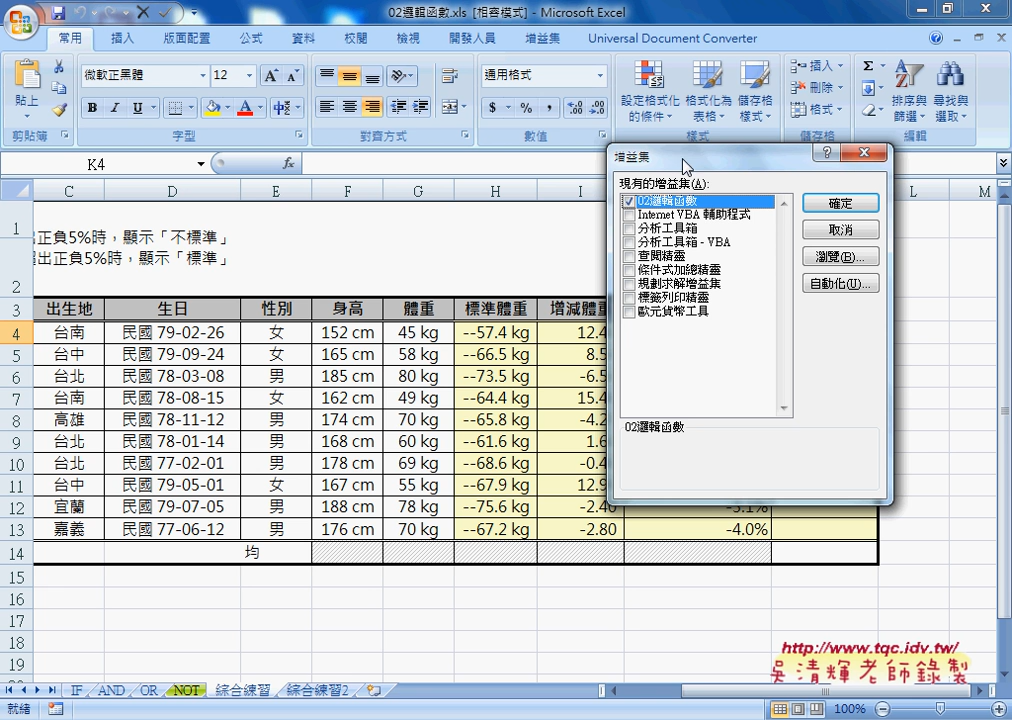 02邏輯函數.xls [相容模式] - Microsoft Excel
常用 插入 版面配置 公式 資料 校閱 檢視 開發人員 增益集 Universal Document Converter
貼上 微軟正黑體 12 通用格式 設定格式化的條件 格式化為表格 儲存格樣式 插入 刪除 格式 排序與篩選 尋找與選取
剪貼簿 字型 對齊方式 數值 樣式 儲存格 編輯
K4 fx
C D E F G H I L M
1 正負5%時，顯示「不標準」
2 出正負5%時，顯示「標準」
3 出生地 生日 性別 身高 體重 標準體重 增減體重
4 台南 民國 79-02-26 女 152 cm 45 kg --57.4 kg 12.4
5 台中 民國 79-09-24 女 165 cm 58 kg --66.5 kg 8.5
6 台北 民國 78-03-08 男 185 cm 80 kg --73.5 kg -6.5
7 台南 民國 78-08-15 女 162 cm 49 kg --64.4 kg 15.4
8 高雄 民國 78-11-12 男 174 cm 70 kg --65.8 kg -4.2
9 台北 民國 78-01-14 男 168 cm 60 kg --61.6 kg 1.6
10 台北 民國 77-02-01 男 178 cm 69 kg --68.6 kg -0.4
11 台中 民國 79-05-01 女 167 cm 55 kg --67.9 kg 12.9
12 宜蘭 民國 79-07-05 男 188 cm 78 kg --75.6 kg -2.40 -3.1%
13 嘉義 民國 77-06-12 男 176 cm 70 kg --67.2 kg -2.80 -4.0%
14 均
15
16
17
18
19
增益集
現有的增益集(A):
02邏輯函數
Internet VBA 輔助程式
分析工具箱
分析工具箱 - VBA
查閱精靈
條件式加總精靈
規劃求解增益集
標籤列印精靈
歐元貨幣工具
確定
取消
瀏覽(B)...
自動化(U)...
02邏輯函數
http://www.tqc.idv.tw/
吳清輝老師錄製
IF AND OR NOT 綜合練習 綜合練習2
就緒 100%